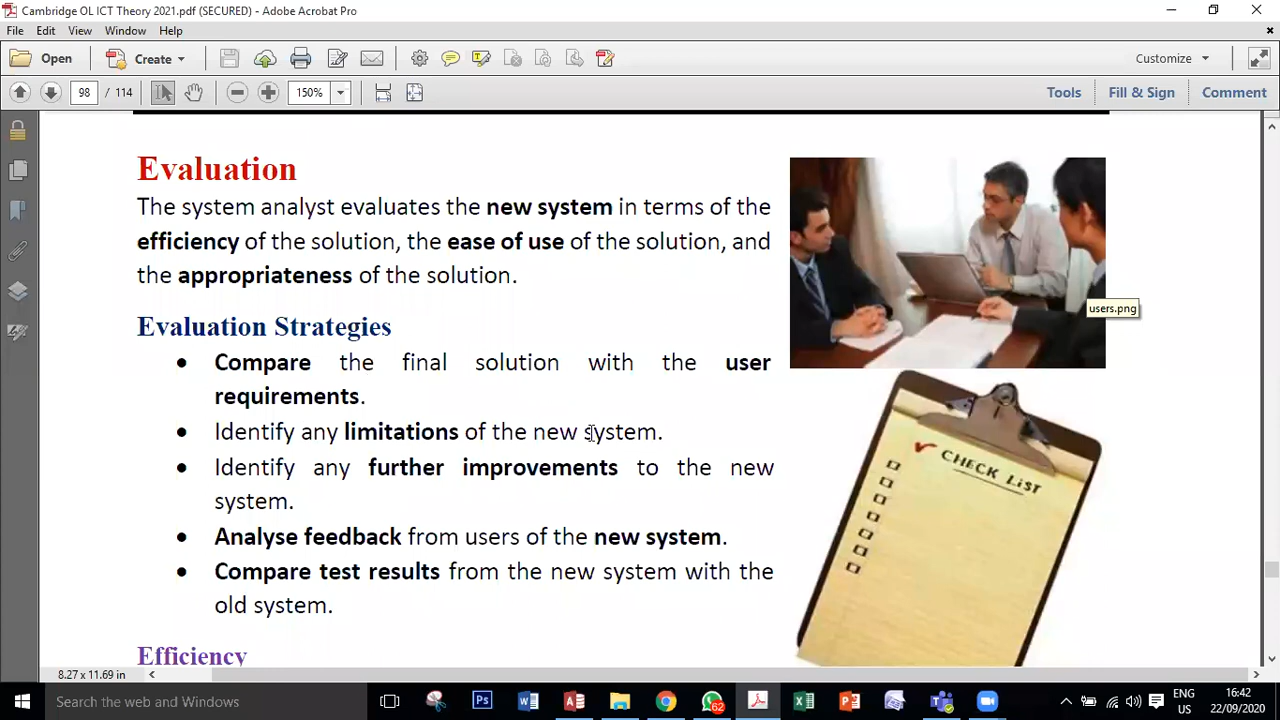 Cambridge OL ICT Theory 2021.pdf (SECURED) - Adobe Acrobat Pro
File Edit View Window Help
Open Create Customize
98 / 114 150% Tools Fill & Sign Comment
Evaluation
The system analyst evaluates the new system in terms of the
efficiency of the solution, the ease of use of the solution, and
the appropriateness of the solution.
users.png
Evaluation Strategies
• Compare the final solution with the user
requirements.
• Identify any limitations of the new system.
• Identify any further improvements to the new
system.
• Analyse feedback from users of the new system.
• Compare test results from the new system with the
old system.
CHECK LIST
Efficiency
8.27 x 11.69 in
Search the web and Windows
Ps
62
ENG
US
16:42
22/09/2020